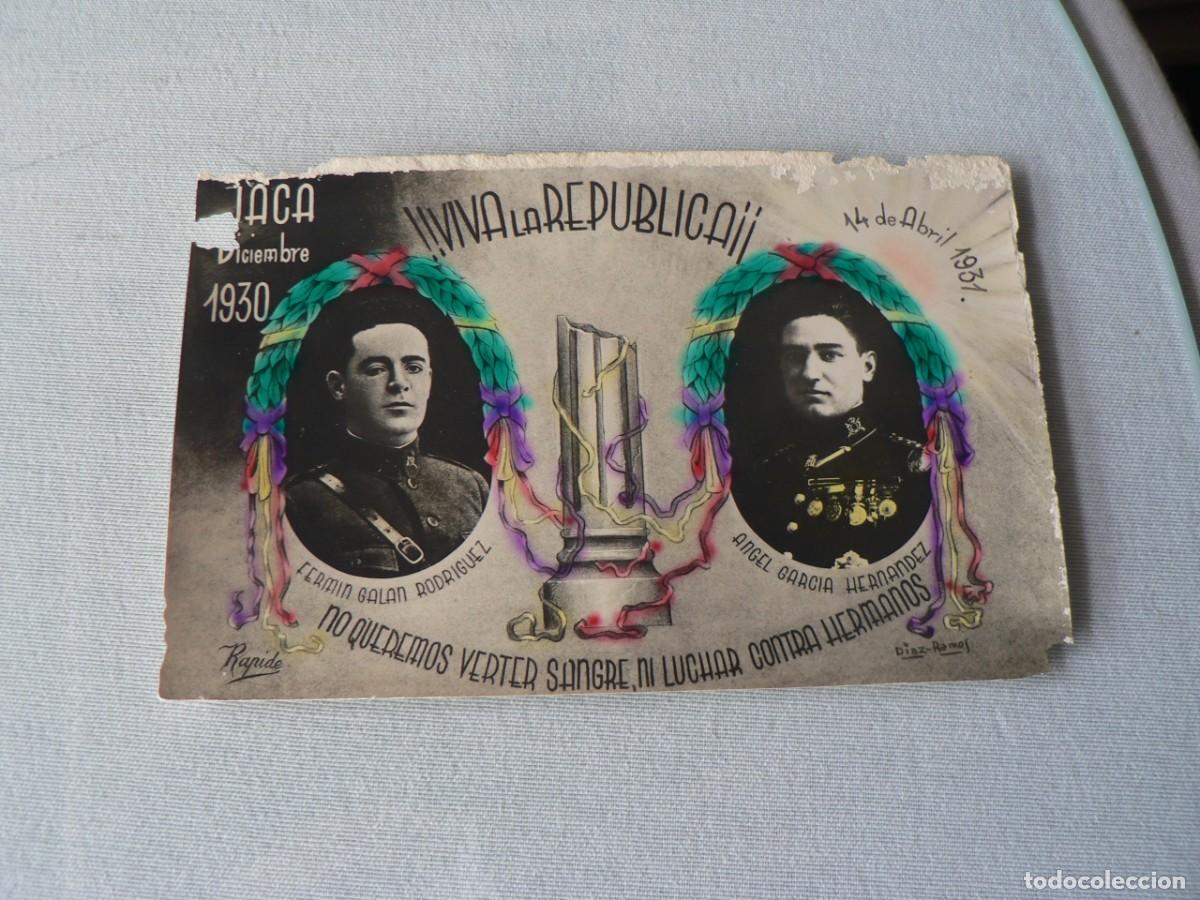 JACA
Diciembre
1930
!!VIVA LA REPUBLICA¡¡
14 de Abril 1931.
FERMIN GALAN RODRIGUEZ
ANGEL GARCIA HERNANDEZ
NO QUEREMOS VERTER SANGRE, NI LUCHAR CONTRA HERMANOS
Rapide
Diaz-Ramos
todocoleccion